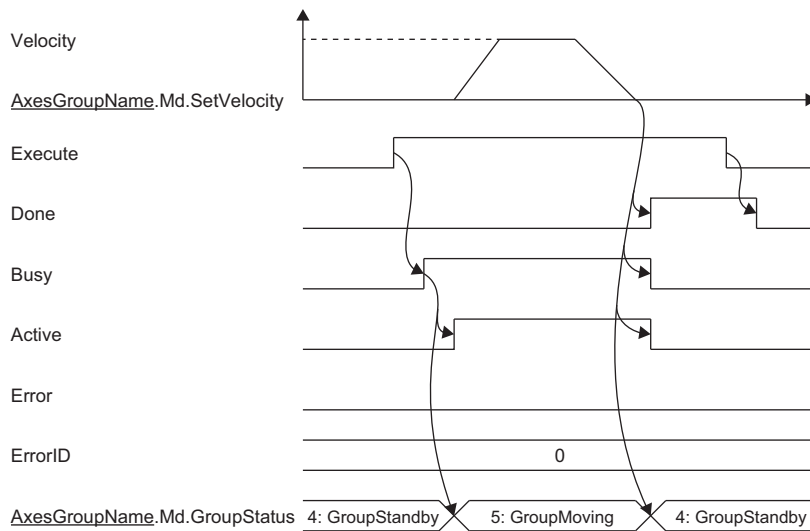 Velocity
AxesGroupName.Md.SetVelocity
Execute
Done
Busy
Active
Error
ErrorID 0
AxesGroupName.Md.GroupStatus 4: GroupStandby 5: GroupMoving 4: GroupStandby